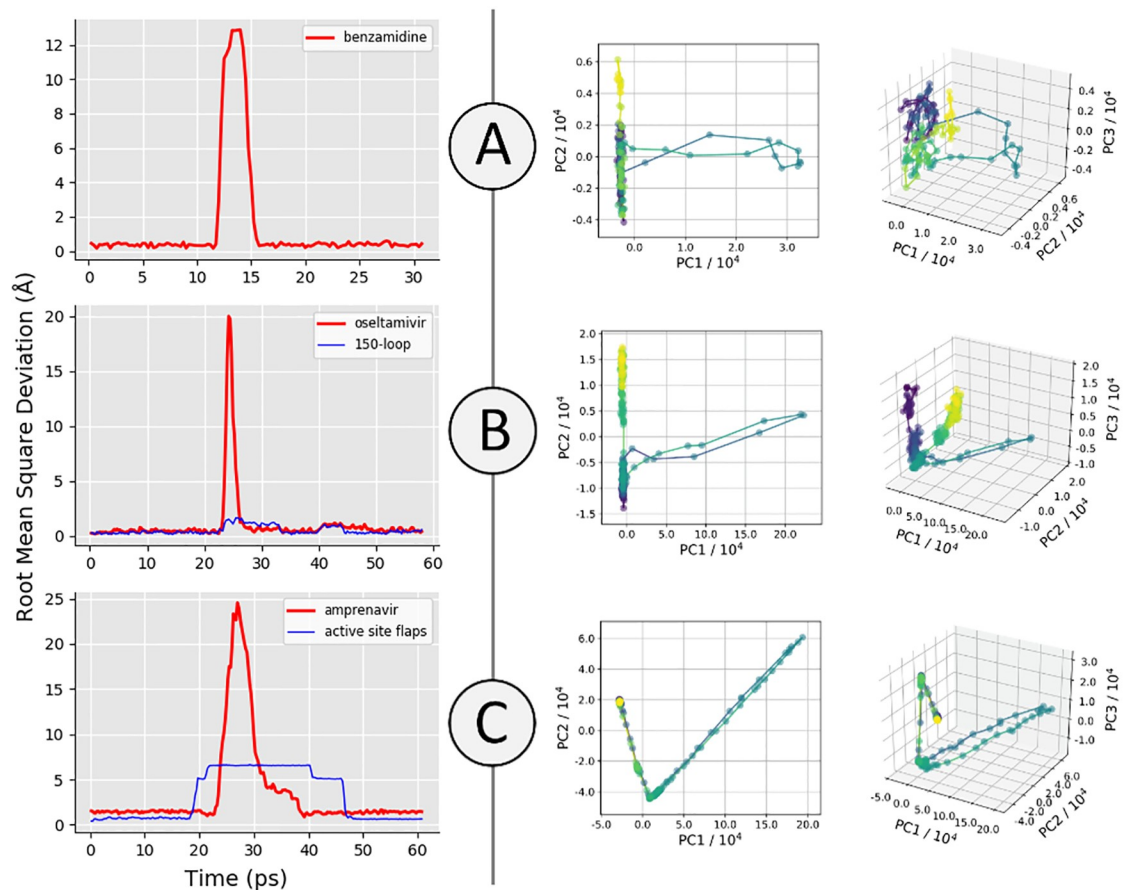 Root Mean Square Deviation (Å)
benzamidine
12
10
8
6
4
2
0
0 5 10 15 20 25 30
A
0.6
0.4
0.2
0.0
-0.2
-0.4
PC2 / 10⁴
0.0 1.0 2.0 3.0
PC1 / 10⁴
0.4
0.2
0.0
-0.2
-0.4
PC3 / 10⁴
0.6
0.4
0.2
0.0
-0.2
-0.4
PC2 / 10⁴
0.0 1.0 2.0 3.0
PC1 / 10⁴
oseltamivir
150-loop
20
15
10
5
0
0 10 20 30 40 50 60
B
2.0
1.5
1.0
0.5
0.0
-0.5
-1.0
-1.5
PC2 / 10⁴
0.0 5.0 10.0 15.0 20.0
PC1 / 10⁴
2.0
1.5
1.0
0.5
0.0
-0.5
-1.0
PC3 / 10⁴
2.0
1.0
0.0
-1.0
PC2 / 10⁴
0.0 5.0 10.0 15.0 20.0
PC1 / 10⁴
amprenavir
active site flaps
25
20
15
10
5
0
0 10 20 30 40 50 60
Time (ps)
C
6.0
4.0
2.0
0.0
-2.0
-4.0
PC2 / 10⁴
-5.0 0.0 5.0 10.0 15.0 20.0
PC1 / 10⁴
3.0
2.0
1.0
0.0
-1.0
PC3 / 10⁴
6.0
4.0
2.0
0.0
-2.0
-4.0
PC2 / 10⁴
-5.0 0.0 5.0 10.0 15.0 20.0
PC1 / 10⁴